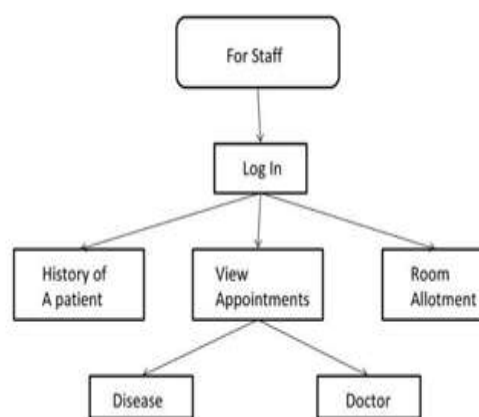 For Staff
Log In
History of
A patient
View
Appointments
Room
Allotment
Disease
Doctor